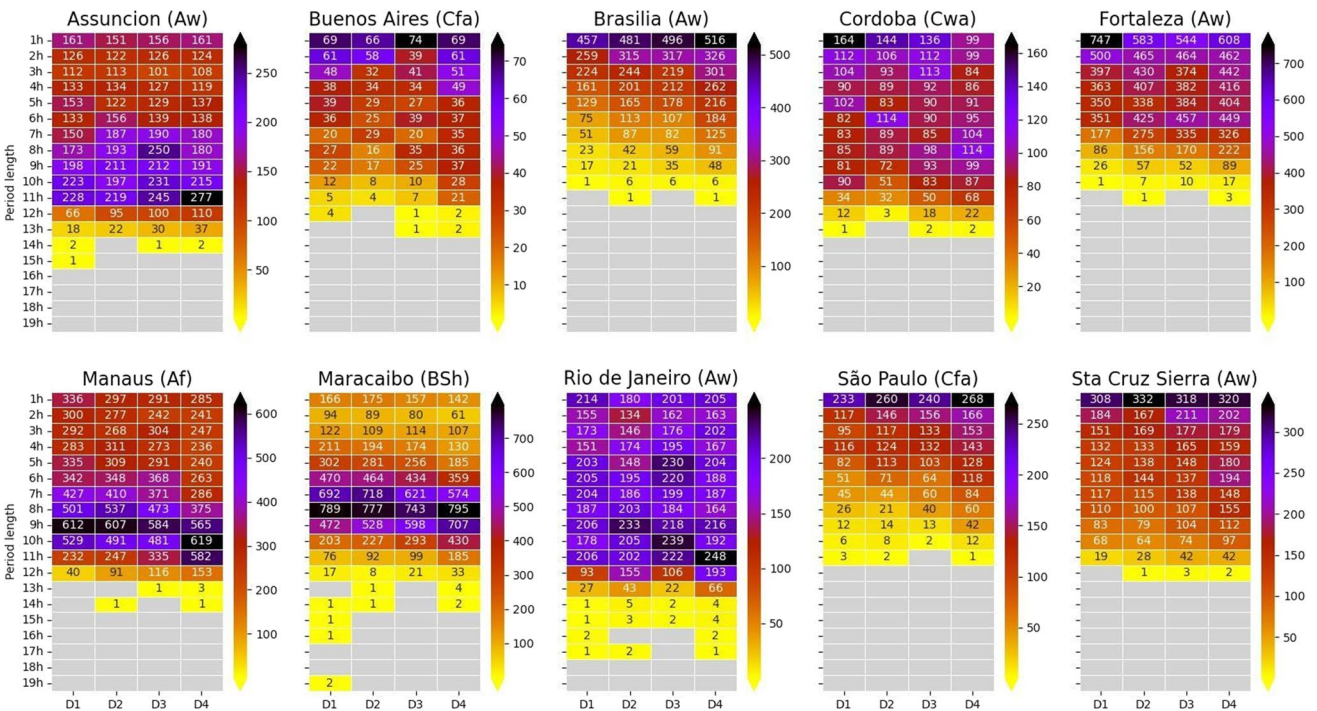 Assuncion (Aw)
Period length
1h 161 151 156 161
2h 126 122 126 124
3h 112 113 101 108
4h 133 134 127 119
5h 153 122 129 137
6h 133 156 139 138
7h 150 187 190 180
8h 173 193 250 180
9h 198 211 212 191
10h 223 197 231 215
11h 228 219 245 277
12h 66 95 100 110
13h 18 22 30 37
14h 2 1 2
15h 1
16h
17h
18h
19h
250
200
150
100
50
Buenos Aires (Cfa)
69 66 74 69
61 58 39 61
48 32 41 51
38 34 34 49
39 29 27 36
36 25 39 37
20 29 20 35
27 16 35 36
22 17 25 37
12 8 10 28
5 4 7 21
4 1 2
1 2
70
60
50
40
30
20
10
Brasilia (Aw)
457 481 496 516
259 315 317 326
224 244 219 301
161 201 212 262
129 165 178 216
75 113 107 184
51 87 82 125
23 42 59 91
17 21 35 48
1 6 6 6
1 1
500
400
300
200
100
Cordoba (Cwa)
164 144 136 99
112 106 112 99
104 93 113 84
90 89 92 86
102 83 90 91
82 114 90 95
83 89 85 104
85 89 98 114
81 72 93 99
90 51 83 87
34 32 50 68
12 3 18 22
1 2 2
160
140
120
100
80
60
40
20
Fortaleza (Aw)
747 583 544 608
500 465 464 462
397 430 374 442
363 407 382 416
350 338 384 404
351 425 457 449
177 275 335 326
86 156 170 222
26 57 52 89
1 7 10 17
1 3
700
600
500
400
300
200
100
Manaus (Af)
Period length
1h 336 297 291 285
2h 300 277 242 241
3h 292 268 304 247
4h 283 311 273 236
5h 335 309 291 240
6h 342 348 368 263
7h 427 410 371 286
8h 501 537 473 375
9h 612 607 584 565
10h 529 491 481 619
11h 232 247 335 582
12h 40 91 116 153
13h 1 3
14h 1 1
15h
16h
17h
18h
19h
D1 D2 D3 D4
600
500
400
300
200
100
Maracaibo (BSh)
166 175 157 142
94 89 80 61
122 109 114 107
211 194 174 130
302 281 256 185
470 464 434 359
692 718 621 574
789 777 743 795
472 528 598 707
203 227 293 430
76 92 99 185
17 8 21 33
1 4
1 1 2
1
1
2
D1 D2 D3 D4
700
600
500
400
300
200
100
Rio de Janeiro (Aw)
214 180 201 205
155 134 162 163
173 146 176 202
151 174 195 167
203 148 230 204
205 195 220 188
204 186 199 187
187 203 184 164
206 233 218 216
178 205 239 192
206 202 222 248
93 155 106 193
27 43 22 66
1 5 2 4
1 3 2 4
2 2
1 2 1
D1 D2 D3 D4
200
150
100
50
São Paulo (Cfa)
233 260 240 268
117 146 156 166
95 117 133 153
116 124 132 143
82 113 103 128
51 71 64 118
45 44 60 84
26 21 40 60
12 14 13 42
6 8 2 12
3 2 1
D1 D2 D3 D4
250
200
150
100
50
Sta Cruz Sierra (Aw)
308 332 318 320
184 167 211 202
151 169 177 179
132 133 165 159
124 138 148 180
118 144 137 194
117 115 138 148
110 100 107 155
83 79 104 112
68 64 74 97
19 28 42 42
1 3 2
D1 D2 D3 D4
300
250
200
150
100
50